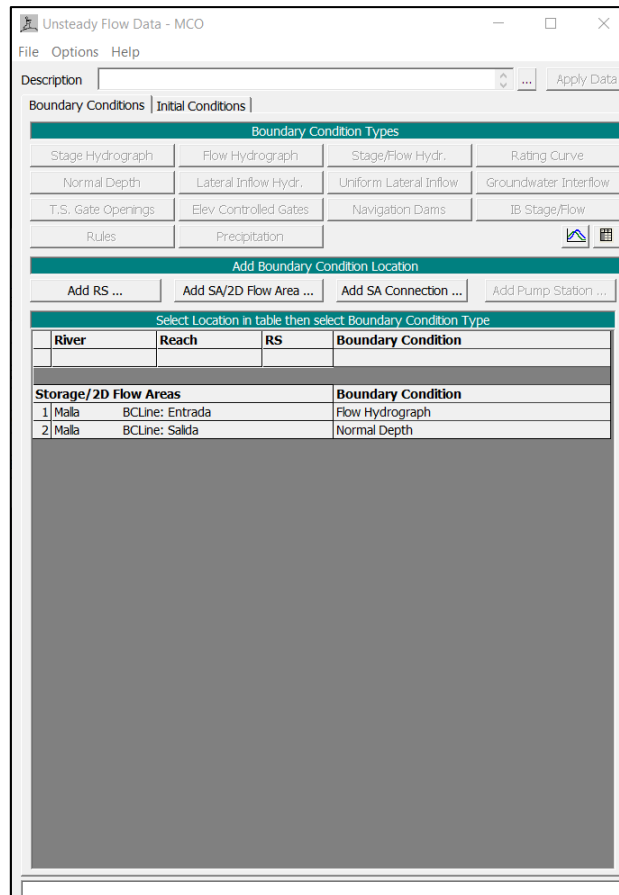 Unsteady Flow Data - MCO
File Options Help
Description ... Apply Data
Boundary Conditions Initial Conditions
Boundary Condition Types
Stage Hydrograph Flow Hydrograph Stage/Flow Hydr. Rating Curve
Normal Depth Lateral Inflow Hydr. Uniform Lateral Inflow Groundwater Interflow
T.S. Gate Openings Elev Controlled Gates Navigation Dams IB Stage/Flow
Rules Precipitation
Add Boundary Condition Location
Add RS ... Add SA/2D Flow Area ... Add SA Connection ... Add Pump Station ...
Select Location in table then select Boundary Condition Type
River Reach RS Boundary Condition
Storage/2D Flow Areas Boundary Condition
1 Malla BCLine: Entrada Flow Hydrograph
2 Malla BCLine: Salida Normal Depth